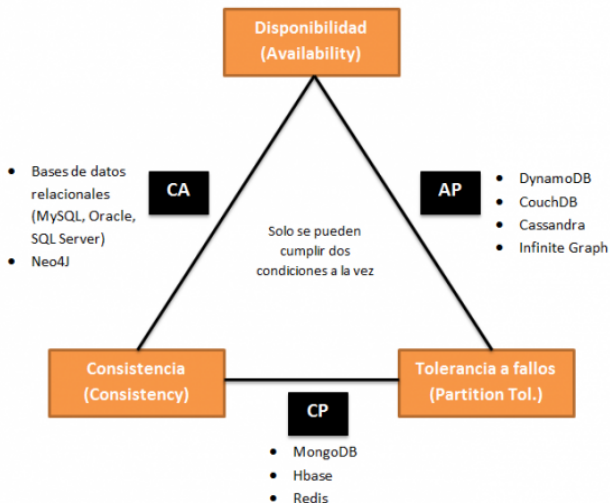 Disponibilidad
(Availability)
• Bases de datos
relacionales
(MySQL, Oracle,
SQL Server)
• Neo4J
CA
Solo se pueden
cumplir dos
condiciones a la vez
AP
• DynamoDB
• CouchDB
• Cassandra
• Infinite Graph
Consistencia
(Consistency)
Tolerancia a fallos
(Partition Tol.)
CP
• MongoDB
• Hbase
• Redis